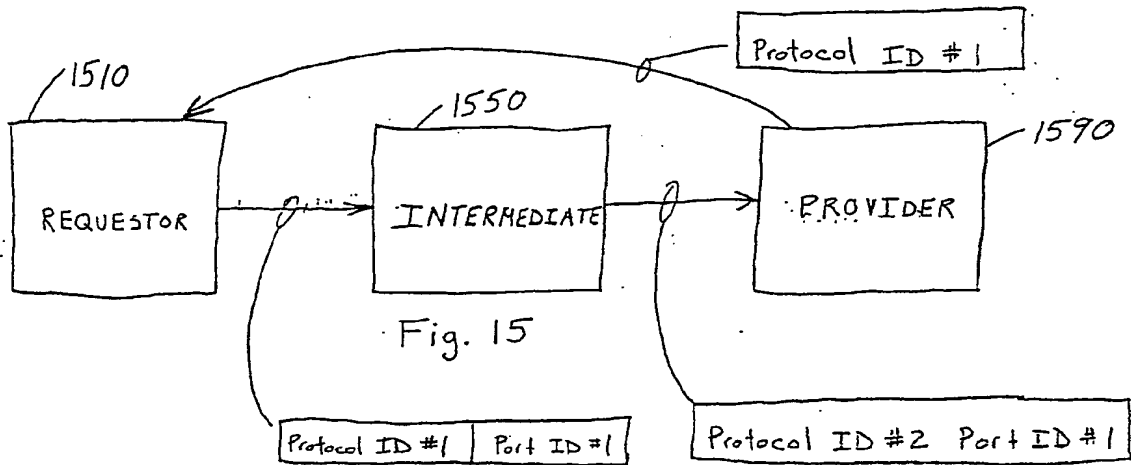 Protocol ID #1
1510
1550
1590
REQUESTOR
INTERMEDIATE
PROVIDER
Fig. 15
Protocol ID #1 Port ID #1
Protocol ID #2 Port ID #1